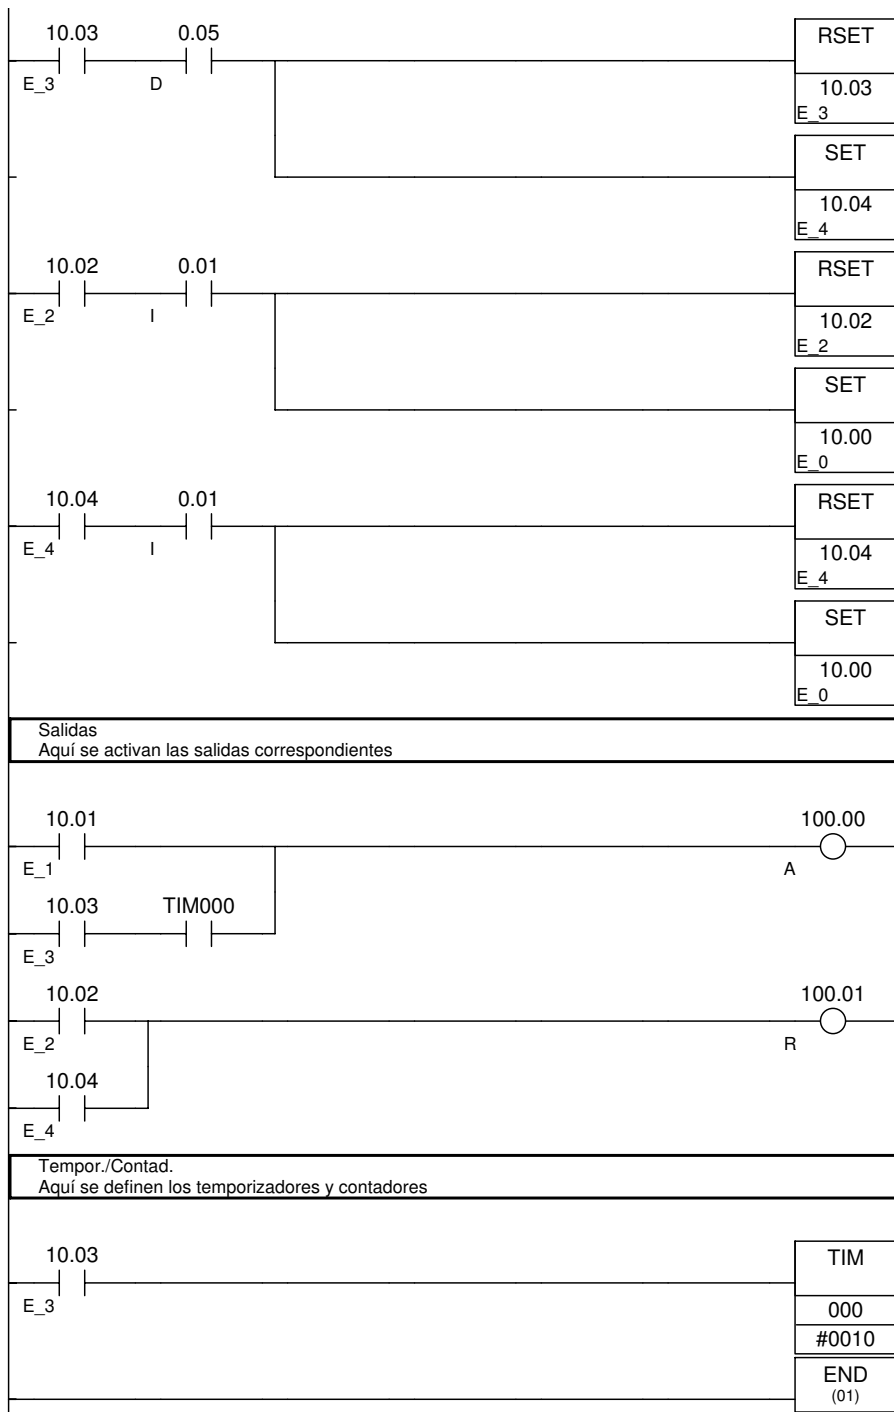 10.03 0.05 RSET
E_3 D 10.03
E_3
SET
10.04
E_4
10.02 0.01 RSET
E_2 I 10.02
E_2
SET
10.00
E_0
10.04 0.01 RSET
E_4 I 10.04
E_4
SET
10.00
E_0
Salidas
Aquí se activan las salidas correspondientes
10.01 100.00
E_1 A
10.03 TIM000
E_3
10.02 100.01
E_2 R
10.04
E_4
Tempor./Contad.
Aquí se definen los temporizadores y contadores
10.03 TIM
E_3 000
#0010
END
(01)